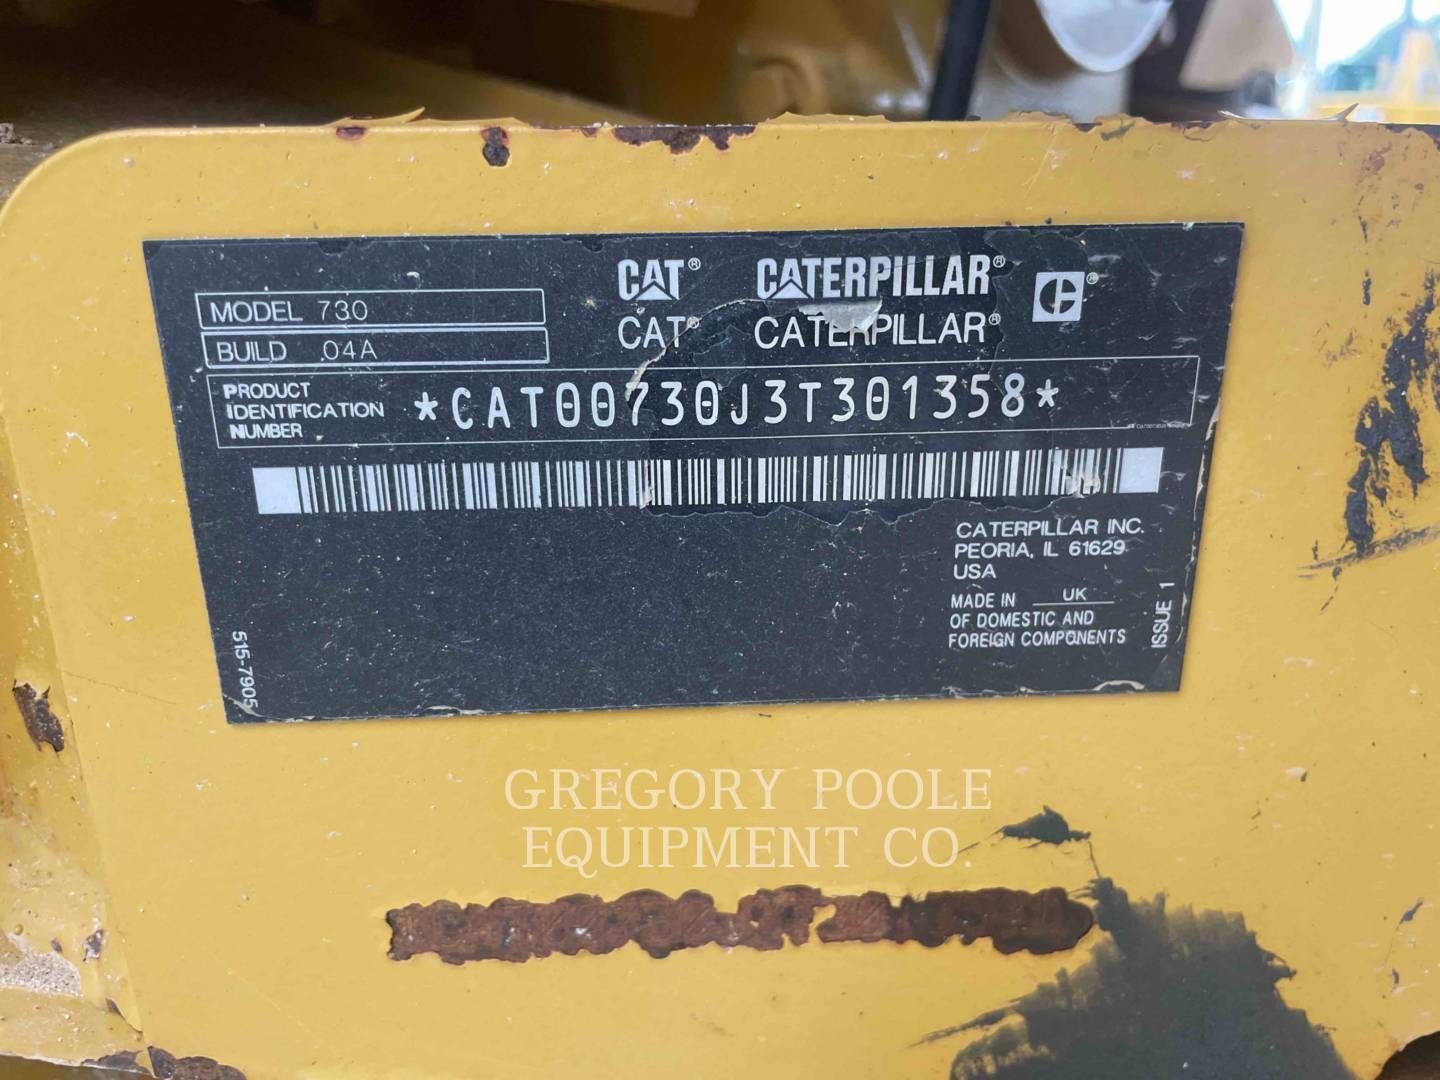 CAT® CATERPILLAR®
CAT® CATERPILLAR®
MODEL 730
BUILD 04A
PRODUCT
IDENTIFICATION
NUMBER
*CAT00730J3T301358*
CATERPILLAR INC.
PEORIA, IL 61629
USA
MADE IN UK
OF DOMESTIC AND
FOREIGN COMPONENTS
ISSUE 1
515-7905
GREGORY POOLE
EQUIPMENT CO.